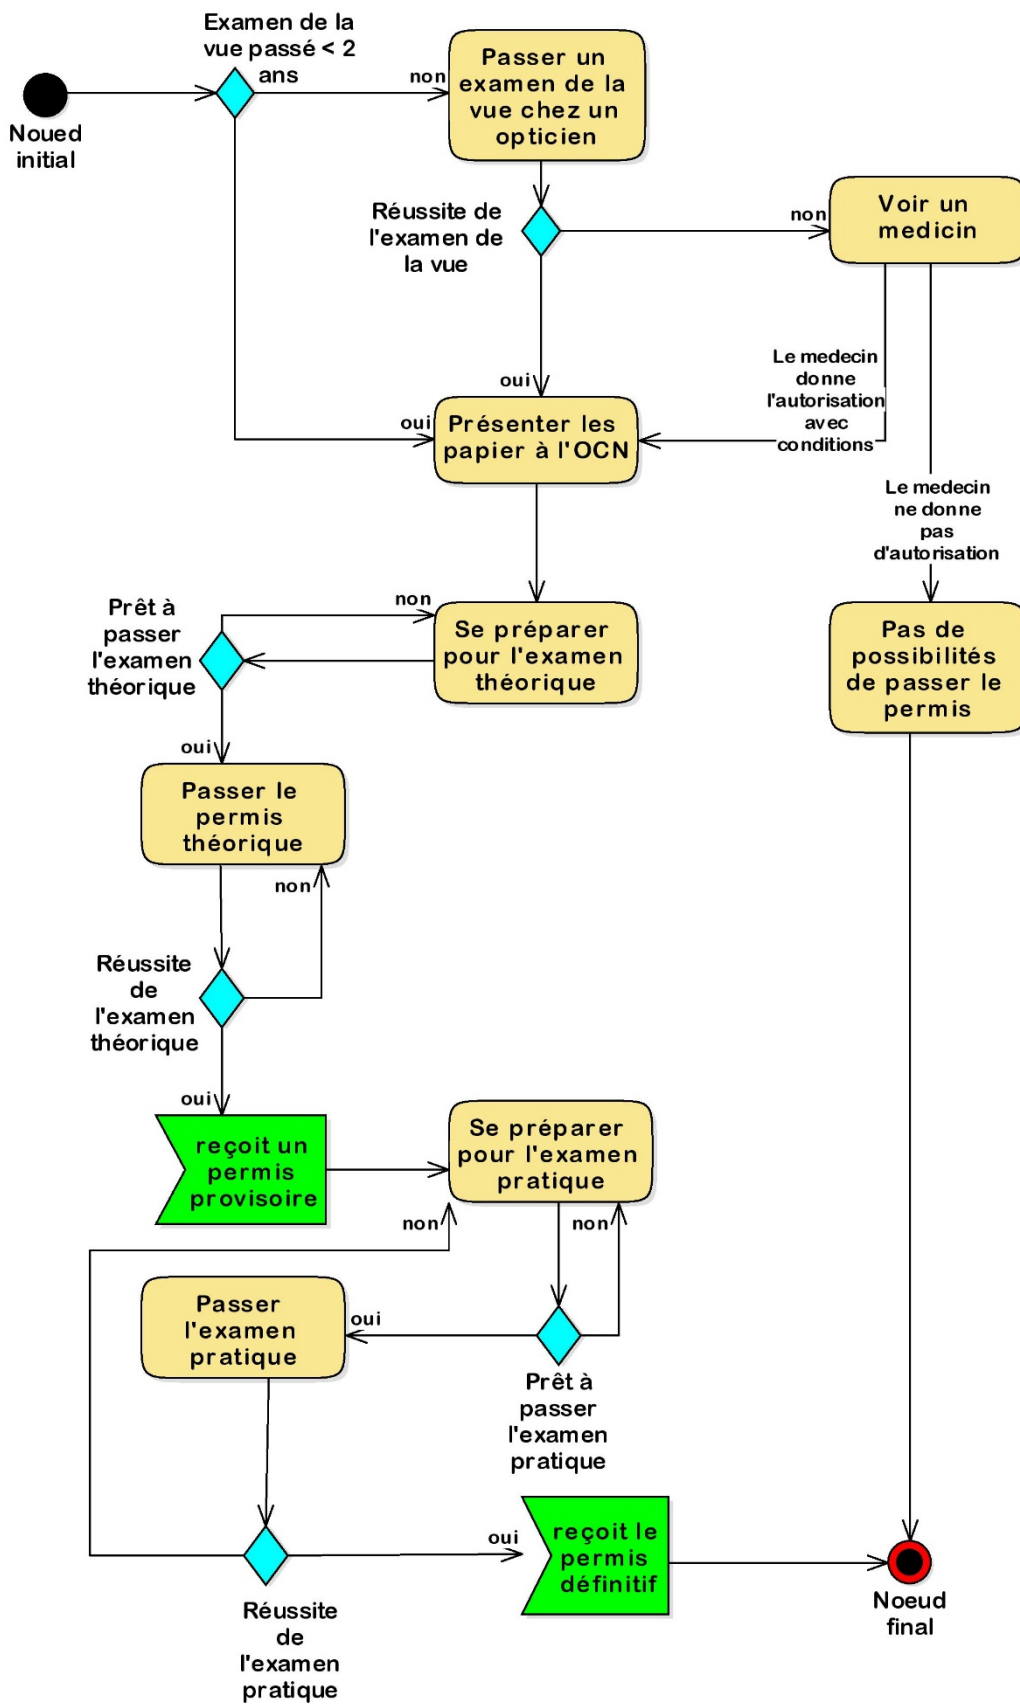 Examen de la
vue passé < 2
ans
Noued
initial
non
Passer un
examen de la
vue chez un
opticien
Réussite de
l'examen de
la vue
non
Voir un
medicin
oui
oui
Présenter les
papier à l'OCN
Le medecin
donne
l'autorisation
avec
conditions
Le medecin
ne donne
pas
d'autorisation
Prêt à
passer
l'examen
théorique
non
Se préparer
pour l'examen
théorique
Pas de
possibilités
de passer le
permis
oui
Passer le
permis
théorique
non
Réussite
de
l'examen
théorique
oui
reçoit un
permis
provisoire
Se préparer
pour l'examen
pratique
non
non
Passer
l'examen
pratique
oui
Prêt à
passer
l'examen
pratique
Réussite
de
l'examen
pratique
oui
reçoit le
permis
définitif
Noeud
final